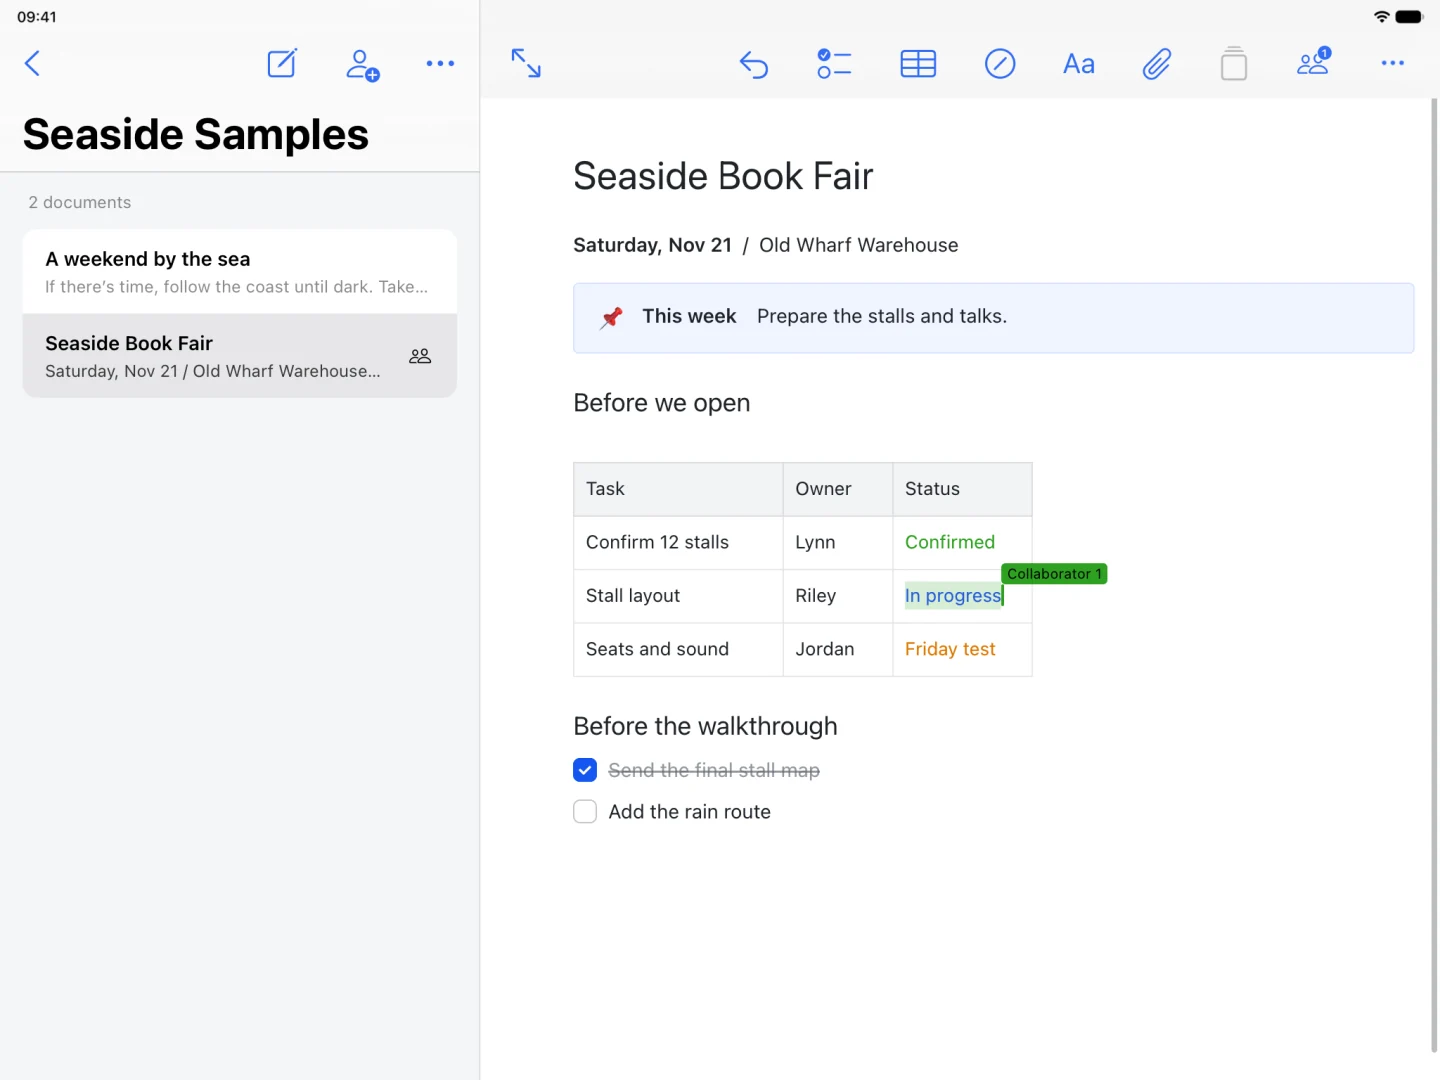 09:41
Seaside Samples
2 documents
A weekend by the sea
If there’s time, follow the coast until dark. Take...
Seaside Book Fair
Saturday, Nov 21 / Old Wharf Warehouse...
Aa
1
Seaside Book Fair
Saturday, Nov 21 / Old Wharf Warehouse
This week Prepare the stalls and talks.
Before we open
Task Owner Status
Confirm 12 stalls Lynn Confirmed
Collaborator 1
Stall layout Riley In progress
Seats and sound Jordan Friday test
Before the walkthrough
Send the final stall map
Add the rain route